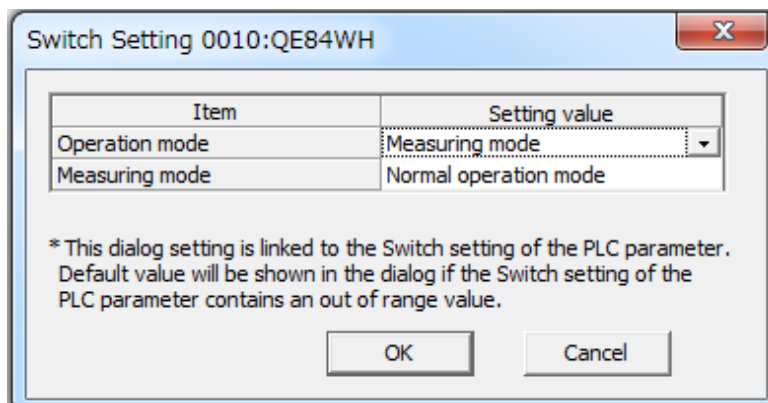 Switch Setting 0010:QE84WH
Item Setting value
Operation mode Measuring mode
Measuring mode Normal operation mode
* This dialog setting is linked to the Switch setting of the PLC parameter.
Default value will be shown in the dialog if the Switch setting of the
PLC parameter contains an out of range value.
OK Cancel